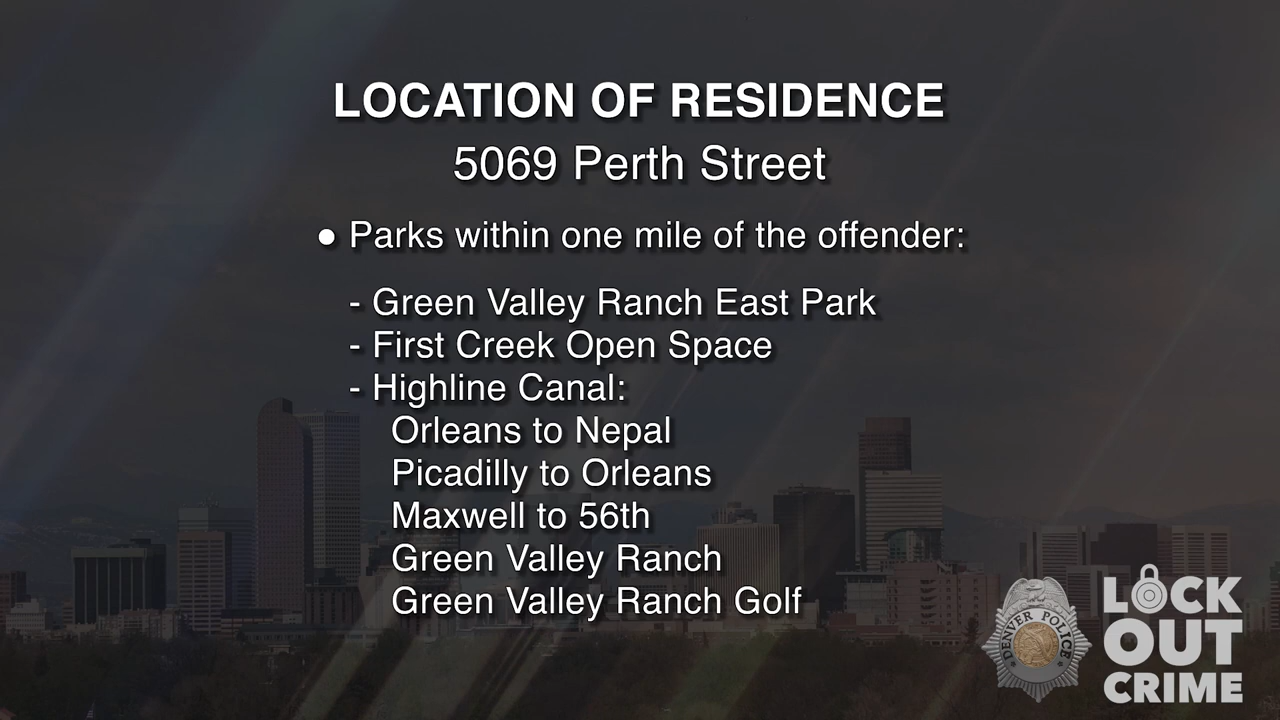 LOCATION OF RESIDENCE
5069 Perth Street
● Parks within one mile of the offender:
- Green Valley Ranch East Park
- First Creek Open Space
- Highline Canal:
Orleans to Nepal
Picadilly to Orleans
Maxwell to 56th
Green Valley Ranch
Green Valley Ranch Golf
DENVER POLICE
LOCK
OUT
CRIME